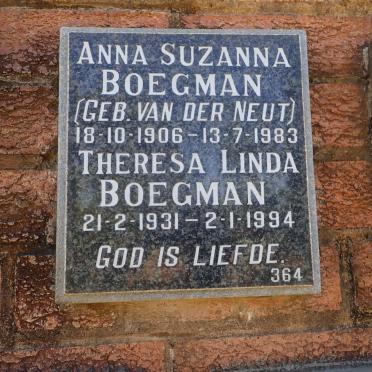 ANNA SUZANNA
BOEGMAN
(GEB. VAN DER NEUT)
18-10-1906-13-7-1983
THERESA LINDA
BOEGMAN
21-2-1931-2-1-1994
GOD IS LIEFDE.
364